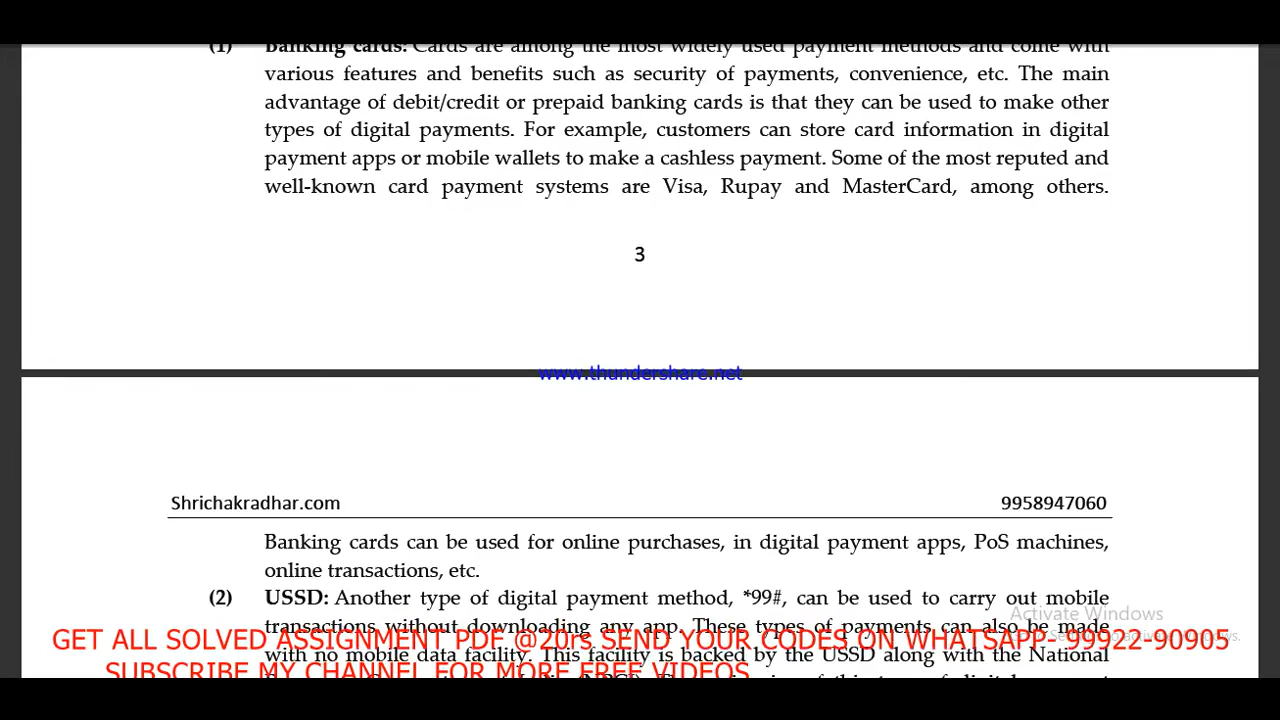 (1) Banking cards: Cards are among the most widely used payment methods and come with
various features and benefits such as security of payments, convenience, etc. The main
advantage of debit/credit or prepaid banking cards is that they can be used to make other
types of digital payments. For example, customers can store card information in digital
payment apps or mobile wallets to make a cashless payment. Some of the most reputed and
well-known card payment systems are Visa, Rupay and MasterCard, among others.
3
www.thundershare.net
Shrichakradhar.com 9958947060
Banking cards can be used for online purchases, in digital payment apps, PoS machines,
online transactions, etc.
(2) USSD: Another type of digital payment method, *99#, can be used to carry out mobile
Activate Windows
transactions without downloading any app. These types of payments can also be made
GET ALL SOLVED ASSIGNMENT PDF @20rs SEND YOUR CODES ON WHATSAPP- 99922-90905
with no mobile data facility. This facility is backed by the USSD along with the National
SUBSCRIBE MY CHANNEL FOR MORE FREE VIDEOS